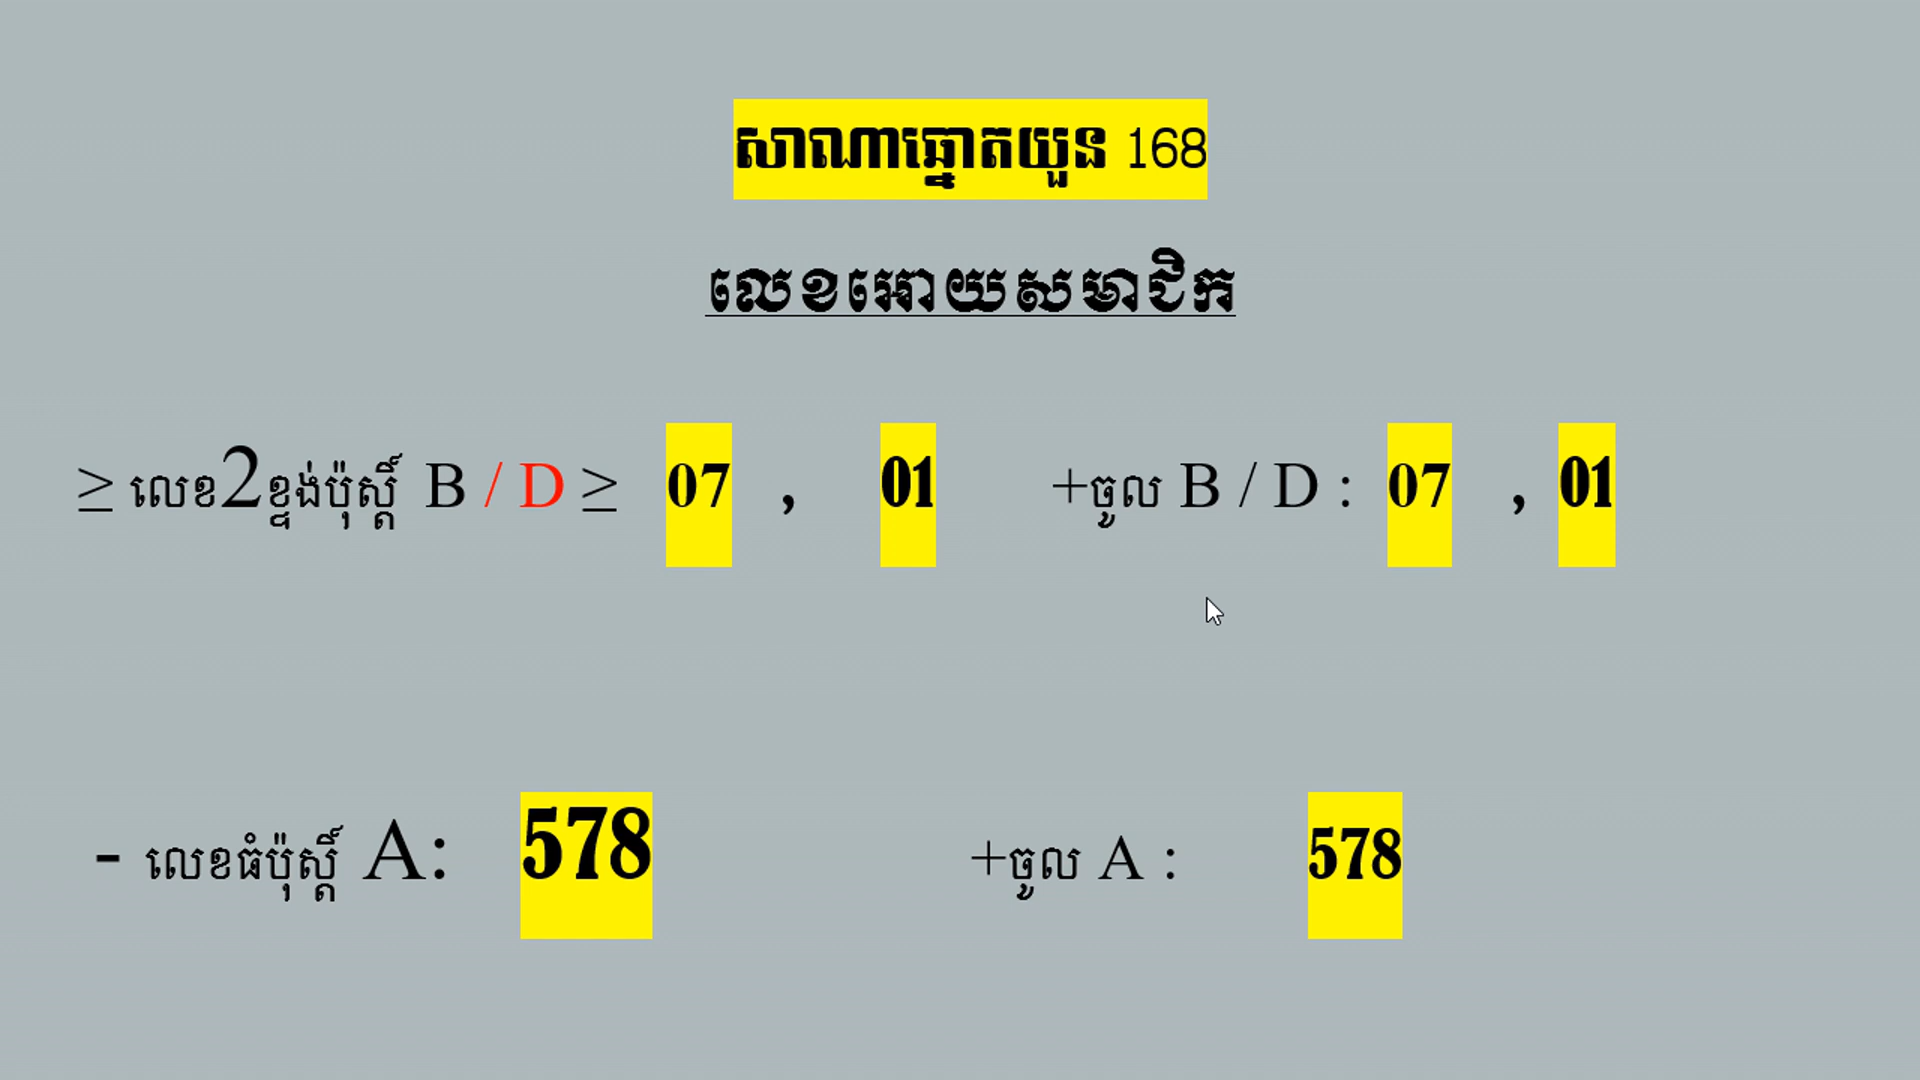 សាណាឆ្នោតយួន 168
លេខអោយសមាជិក
≥ លេខ2ខ្ទង់ប៉ុស្តិ៍ B / D ≥ 07 , 01 +ចូល B / D : 07 , 01
- លេខធំប៉ុស្តិ៍ A: 578 +ចូល A : 578